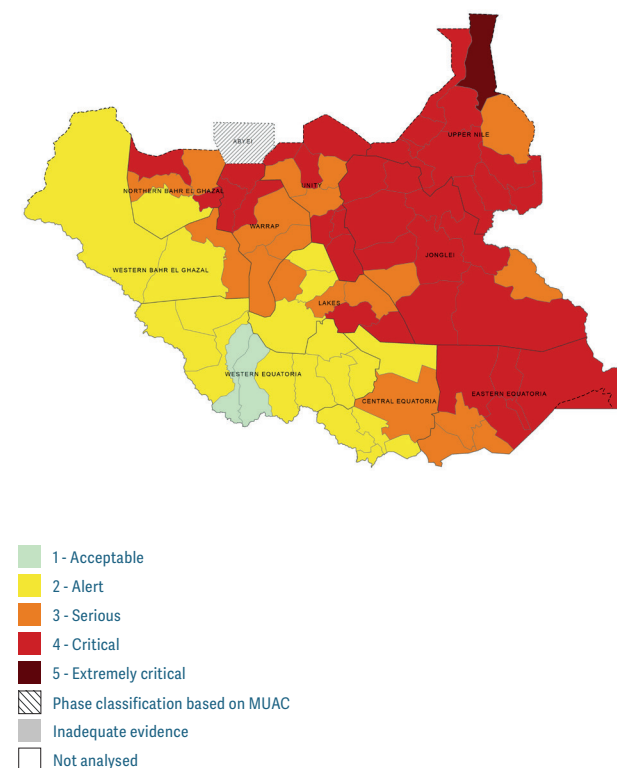 ABYEI
UPPER NILE
NORTHERN BAHR EL GHAZAL
UNITY
WARRAP
WESTERN BAHR EL GHAZAL
JONGLEI
LAKES
WESTERN EQUATORIA
EASTERN EQUATORIA
CENTRAL EQUATORIA
1 - Acceptable
2 - Alert
3 - Serious
4 - Critical
5 - Extremely critical
Phase classification based on MUAC
Inadequate evidence
Not analysed